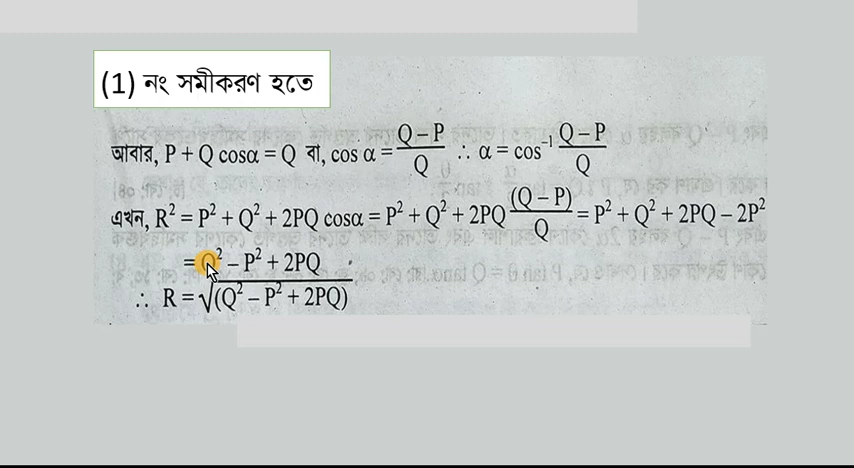 (1) নং সমীকরণ হতে
আবার, P + Q cosα = Q বা, cos α = (Q – P)/Q ∴ α = cos⁻¹ (Q – P)/Q
এখন, R² = P² + Q² + 2PQ cosα = P² + Q² + 2PQ (Q – P)/Q = P² + Q² + 2PQ – 2P²
= Q² – P² + 2PQ
∴ R = √(Q² – P² + 2PQ)